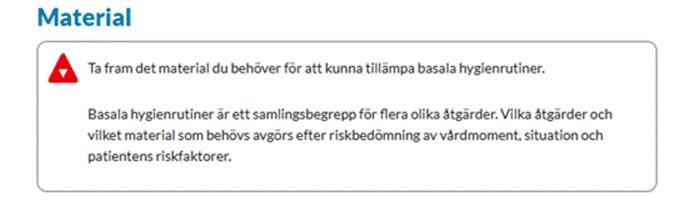 Material
Ta fram det material du behöver för att kunna tillämpa basala hygienrutiner.
Basala hygienrutiner är ett samlingsbegrepp för flera olika åtgärder. Vilka åtgärder och
vilket material som behövs avgörs efter riskbedömning av vårdmoment, situation och
patientens riskfaktorer.